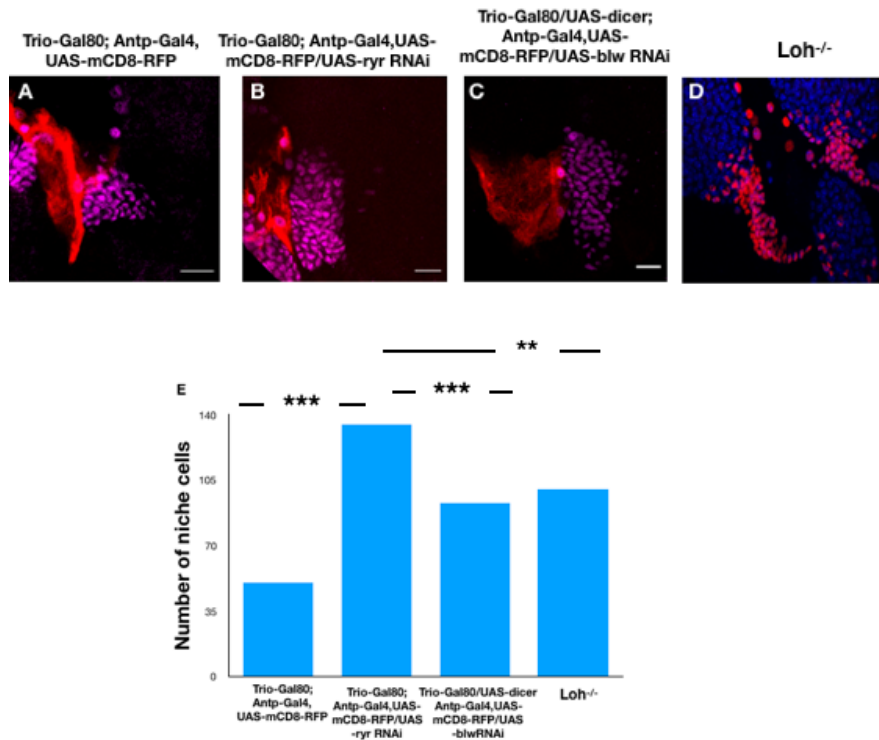 Trio-Gal80; Antp-Gal4,
UAS-mCD8-RFP
Trio-Gal80; Antp-Gal4,UAS-
mCD8-RFP/UAS-ryr RNAi
Trio-Gal80/UAS-dicer;
Antp-Gal4,UAS-
mCD8-RFP/UAS-blw RNAi
Loh-/-
A
B
C
D
**
E
***
***
Number of niche cells
140
105
70
35
0
Trio-Gal80;
Antp-Gal4,
UAS-mCD8-RFP
Trio-Gal80;
Antp-Gal4,UAS-
mCD8-RFP/UAS
-ryr RNAi
Trio-Gal80/UAS-dicer
Antp-Gal4,UAS-
mCD8-RFP/UAS
-blwRNAi
Loh-/-